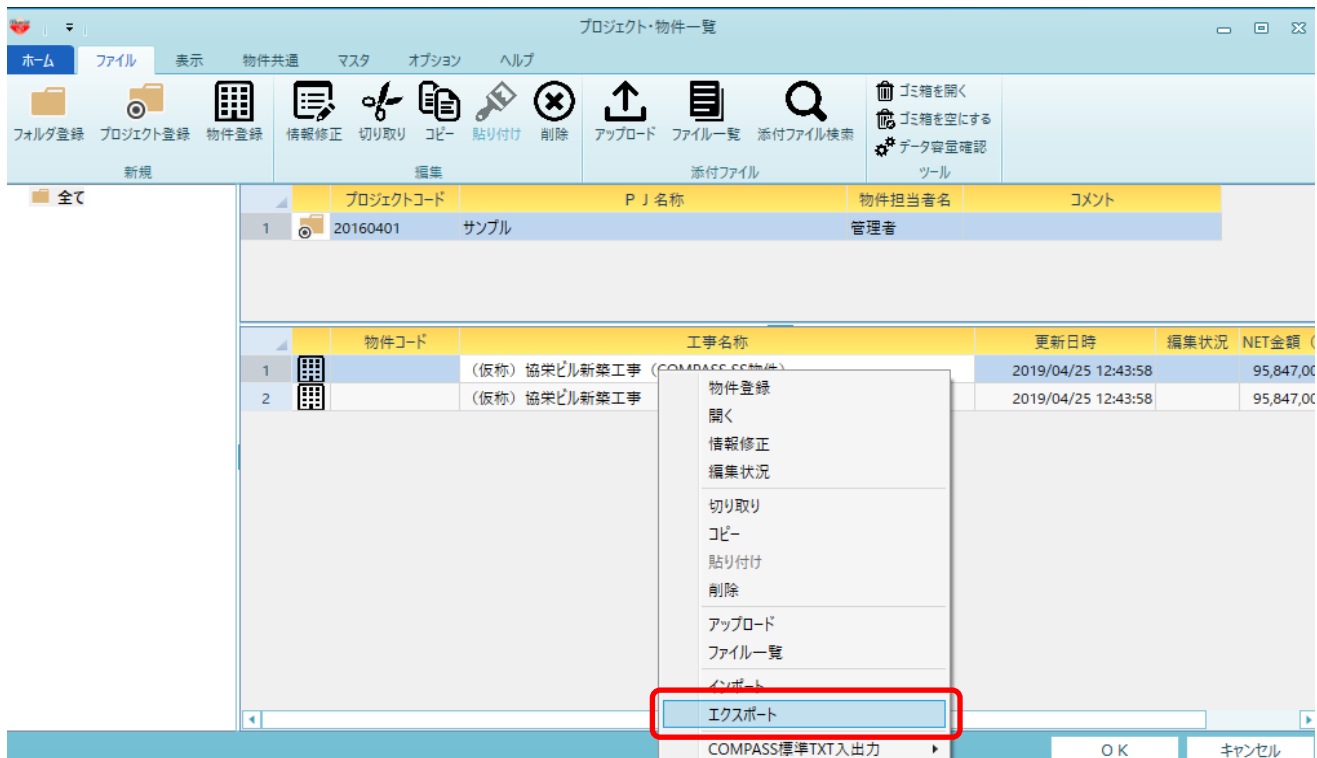 プロジェクト・物件一覧
ホーム ファイル 表示 物件共通 マスタ オプション ヘルプ
フォルダ登録 プロジェクト登録 物件登録 情報修正 切り取り コピー 貼り付け 削除 アップロード ファイル一覧 添付ファイル検索
ゴミ箱を開く
ゴミ箱を空にする
データ容量確認
新規 編集 添付ファイル ツール
全て
プロジェクトコード ＰＪ名称 物件担当者名 コメント
1 20160401 サンプル 管理者
物件コード 工事名称 更新日時 編集状況 NET金額（
1 （仮称）協栄ビル新築工事（COMPASS SS物件） 2019/04/25 12:43:58 95,847,00
2 （仮称）協栄ビル新築工事 2019/04/25 12:43:58 95,847,00
物件登録
開く
情報修正
編集状況
切り取り
コピー
貼り付け
削除
アップロード
ファイル一覧
インポート
エクスポート
COMPASS標準TXT入出力
ＯＫ キャンセル